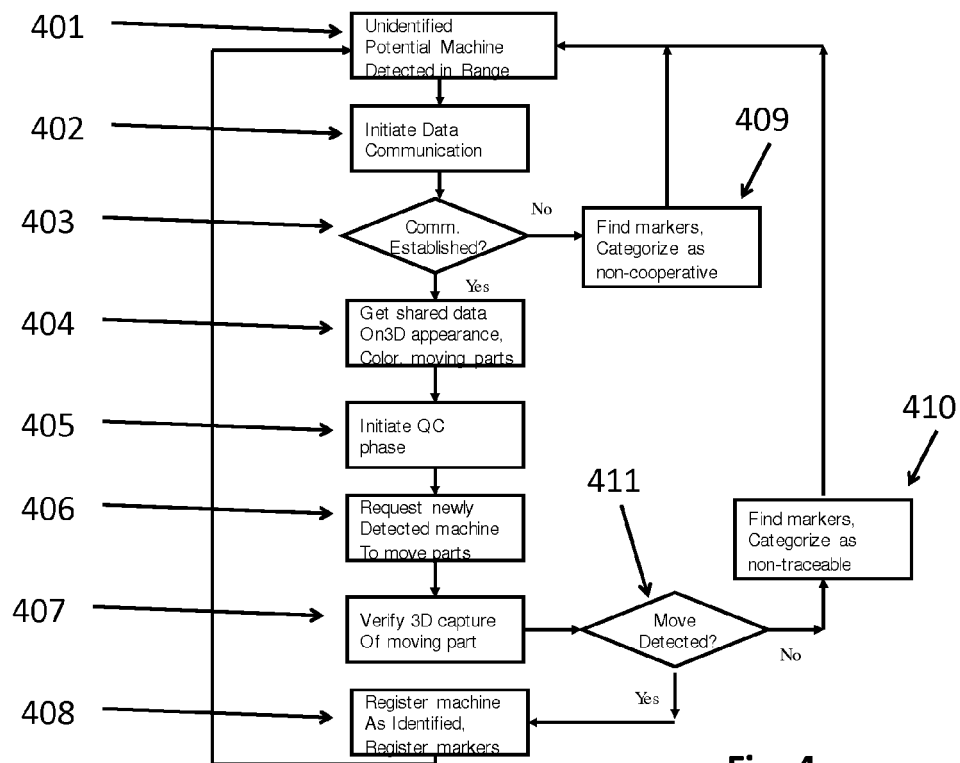 401
Unidentified
Potential Machine
Detected in Range
402
Initiate Data
Communication
409
403
Comm.
Established?
No
Find markers,
Categorize as
non-cooperative
Yes
404
Get shared data
On3D appearance,
Color, moving parts
405
Initiate QC
phase
410
411
406
Request newly
Detected machine
To move parts
Find markers,
Categorize as
non-traceable
407
Verify 3D capture
Of moving part
Move
Detected?
No
Yes
408
Register machine
As Identified,
Register markers
Fig 4